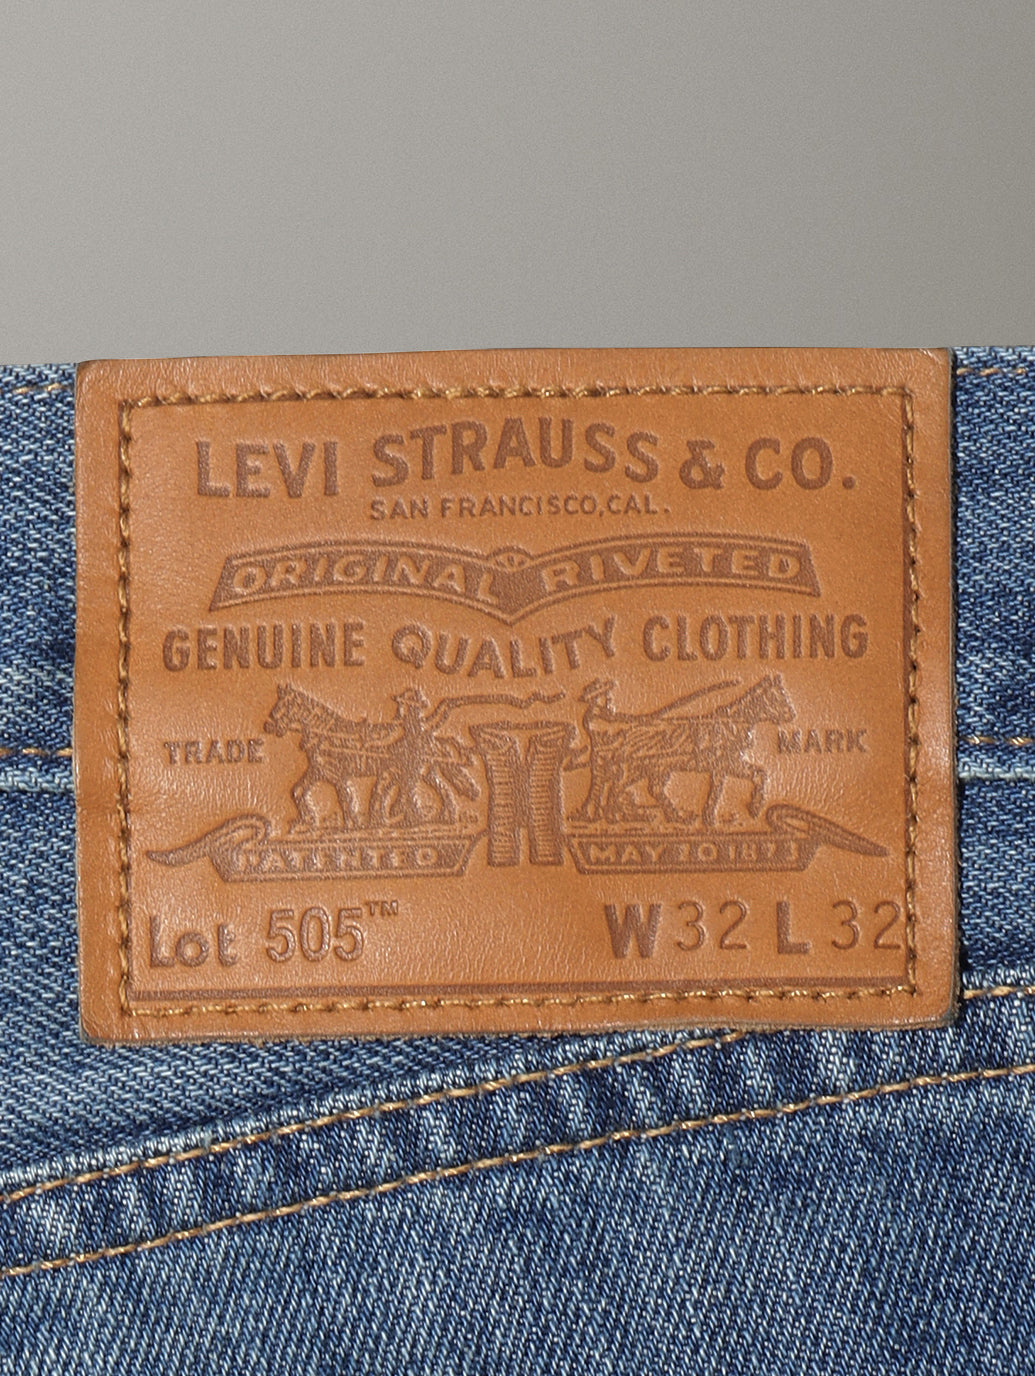 LEVI STRAUSS & CO.
SAN FRANCISCO, CAL.
ORIGINAL RIVETED
GENUINE QUALITY CLOTHING
TRADE MARK
PATENTED MAY 20 1873
Lot 505™ W 32 L 32